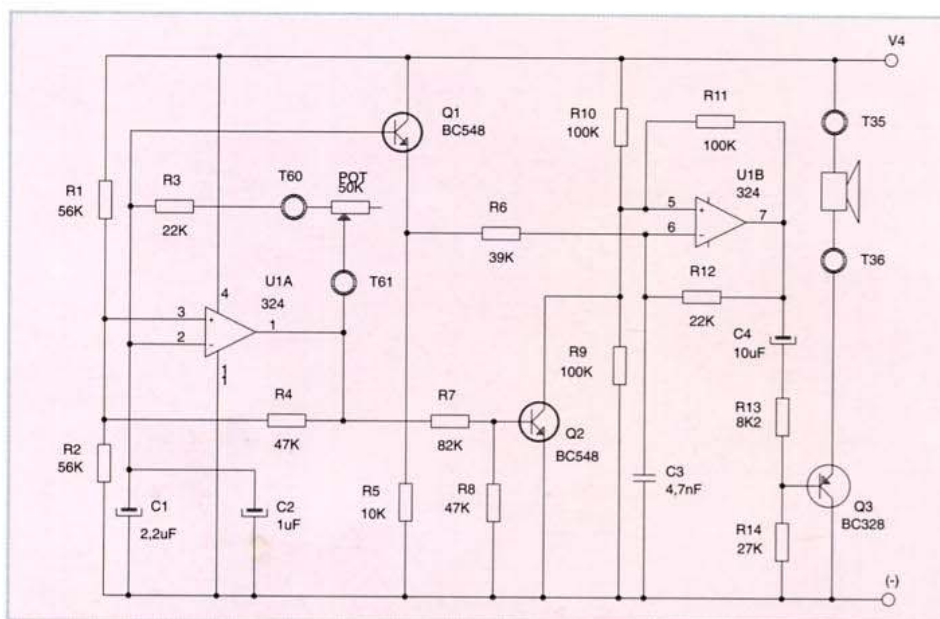 V4
R11
100K
R10
100K
Q1
BC548
T35
R3
22K
T60
POT
50K
U1B
324
5
+
6
-
7
R1
56K
R6
39K
T61
T36
U1A
324
4
3
+
2
-
1
11
R12
22K
C4
10uF
R9
100K
R4
47K
R7
82K
R13
8K2
Q2
BC548
R2
56K
C1
2,2uF
C2
1uF
R5
10K
R8
47K
C3
4,7nF
Q3
BC328
R14
27K
(-)